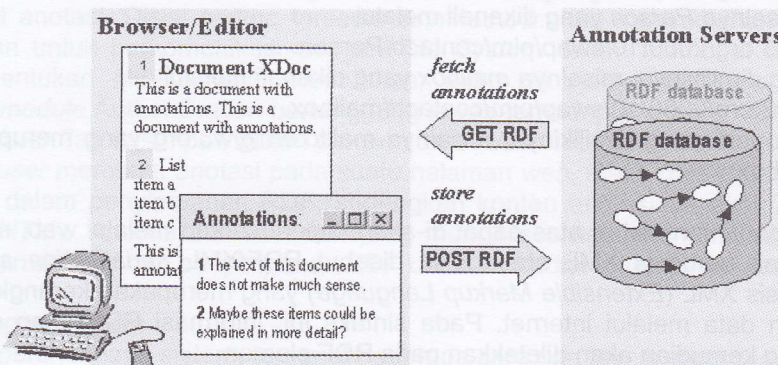 Browser/Editor
Annotation Servers
1 Document XDoc
This is a document with
annotations. This is a
document with annotations.
2 List
item a
item b
item c
This is
annotat
Annotations
1 The text of this document
does not make much sense.
2 Maybe these items could be
explained in more detail?
fetch
annotations
GET RDF
store
annotations
POST RDF
RDF database
RDF database